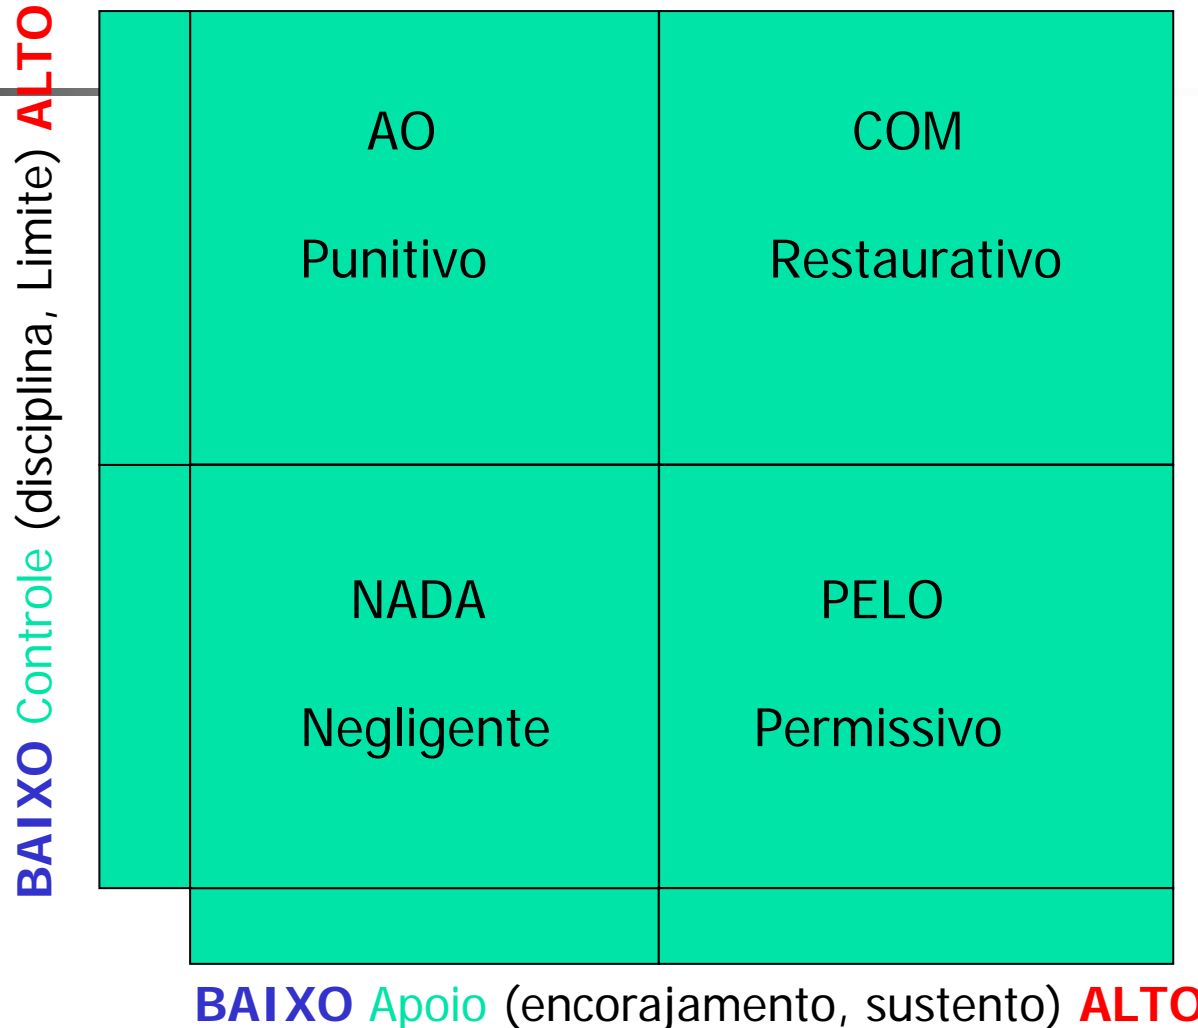 BAIXO Controle (disciplina, Limite) ALTO
AO
COM
Punitivo
Restaurativo
NADA
PELO
Negligente
Permissivo
BAIXO Apoio (encorajamento, sustento) ALTO